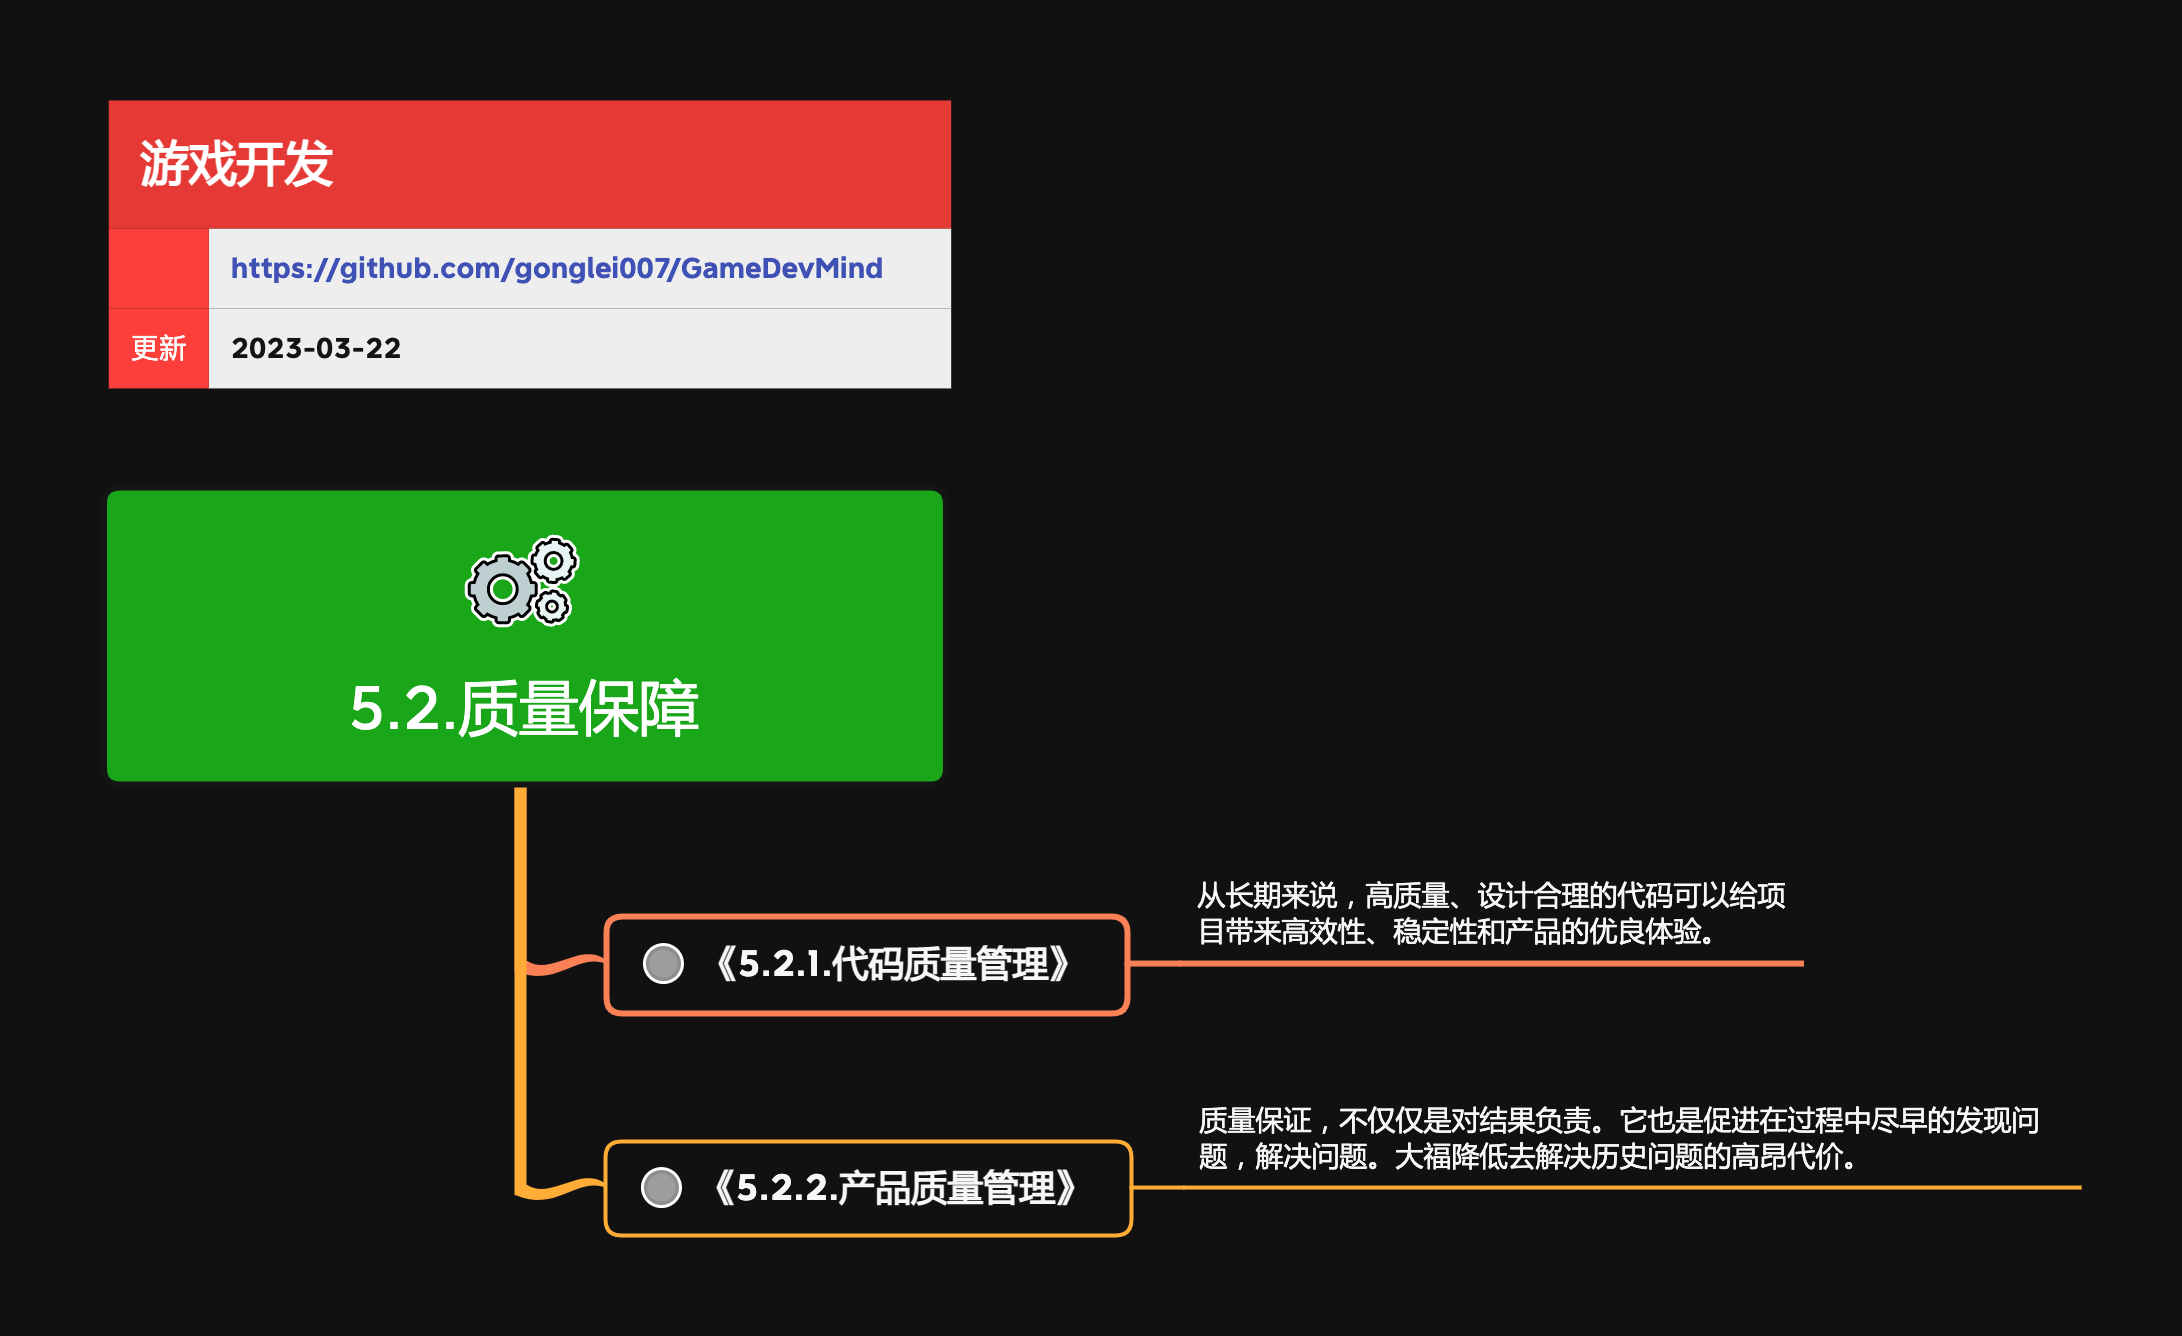 游戏开发
https://github.com/gonglei007/GameDevMind
更新 2023-03-22
5.2.质量保障
从长期来说，高质量、设计合理的代码可以给项
目带来高效性、稳定性和产品的优良体验。
《5.2.1.代码质量管理》
质量保证，不仅仅是对结果负责。它也是促进在过程中尽早的发现问
题，解决问题。大福降低去解决历史问题的高昂代价。
《5.2.2.产品质量管理》